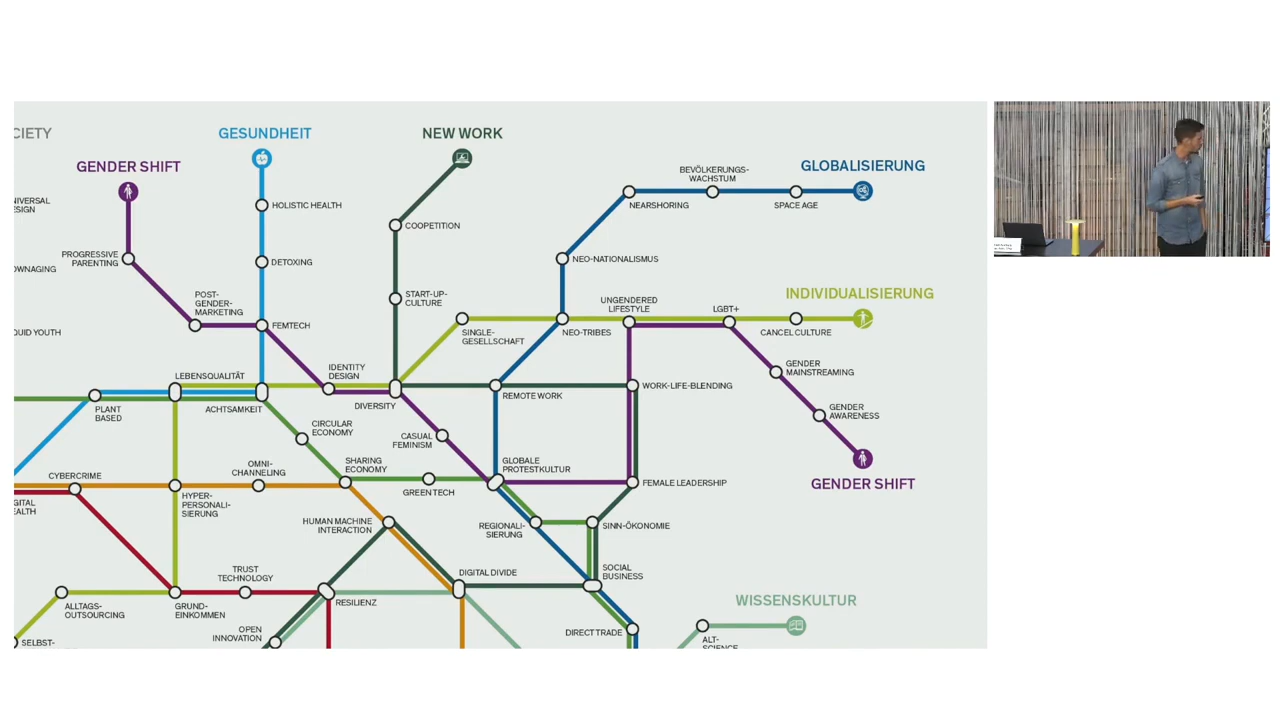 CIETY
GESUNDHEIT
NEW WORK
GENDER SHIFT
GLOBALISIERUNG
BEVÖLKERUNGS-
WACHSTUM
NIVERSAL
ESIGN
HOLISTIC HEALTH
NEARSHORING
SPACE AGE
COOPETITION
PROGRESSIVE
PARENTING
OWNAGING
DETOXING
NEO-NATIONALISMUS
POST-
GENDER-
MARKETING
START-UP-
CULTURE
INDIVIDUALISIERUNG
UNGENDERED
LIFESTYLE
LGBT+
QUID YOUTH
FEMTECH
SINGLE-
GESELLSCHAFT
NEO-TRIBES
CANCEL CULTURE
LEBENSQUALITÄT
IDENTITY
DESIGN
GENDER
MAINSTREAMING
WORK-LIFE-BLENDING
PLANT
BASED
ACHTSAMKEIT
DIVERSITY
REMOTE WORK
GENDER
AWARENESS
CIRCULAR
ECONOMY
CASUAL
FEMINISM
CYBERCRIME
OMNI-
CHANNELING
SHARING
ECONOMY
GLOBALE
PROTESTKULTUR
GREEN TECH
FEMALE LEADERSHIP
GENDER SHIFT
GITAL
EALTH
HYPER-
PERSONALI-
SIERUNG
HUMAN MACHINE
INTERACTION
REGIONALI-
SIERUNG
SINN-ÖKONOMIE
TRUST
TECHNOLOGY
DIGITAL DIVIDE
SOCIAL
BUSINESS
ALLTAGS-
OUTSOURCING
GRUND-
EINKOMMEN
RESILIENZ
WISSENSKULTUR
OPEN
INNOVATION
DIRECT TRADE
SELBST-
ALT-
SCIENCE